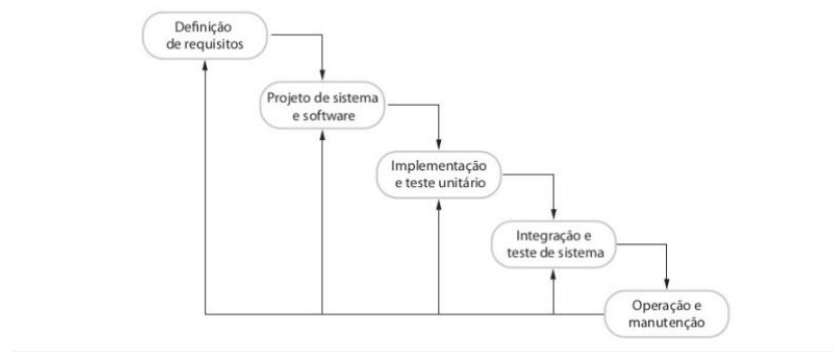 Definição
de requisitos
Projeto de sistema
e software
Implementação
e teste unitário
Integração e
teste de sistema
Operação e
manutenção